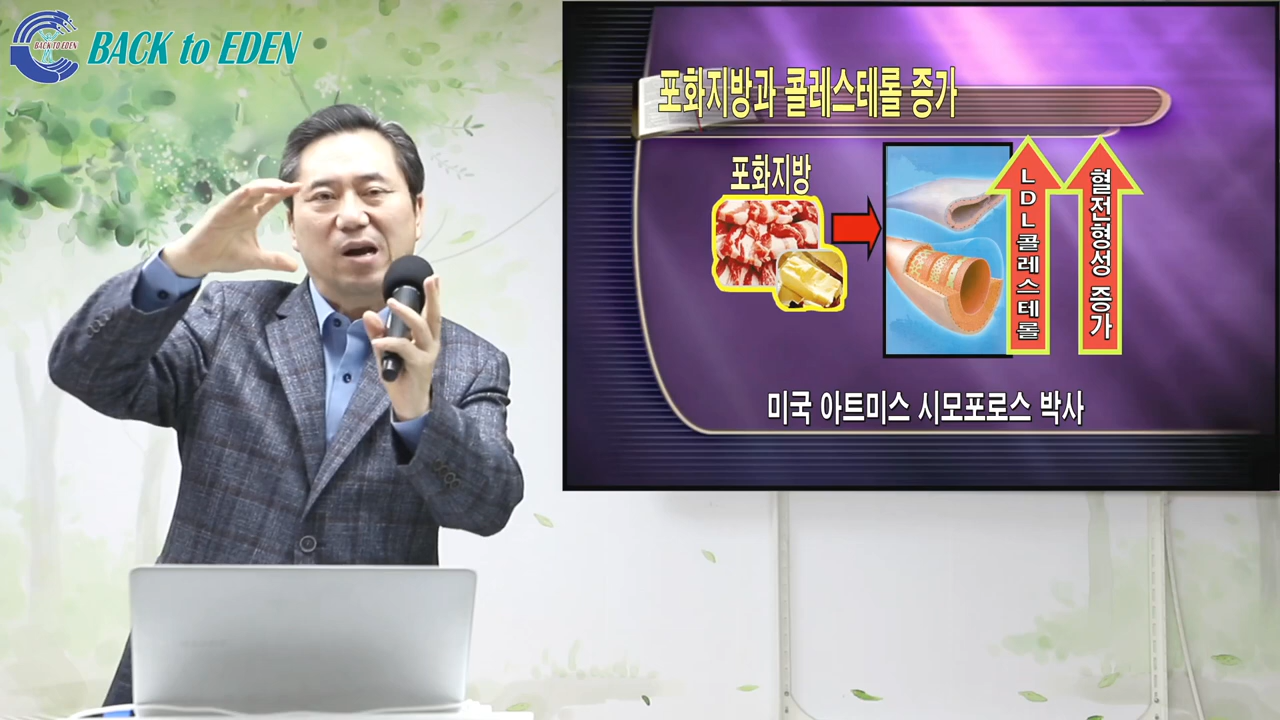 BACK TO EDEN
BACK to EDEN
포화지방과 콜레스테롤 증가
포화지방
LDL콜레스테롤
혈전형성 증가
미국 아트미스 시모포로스 박사